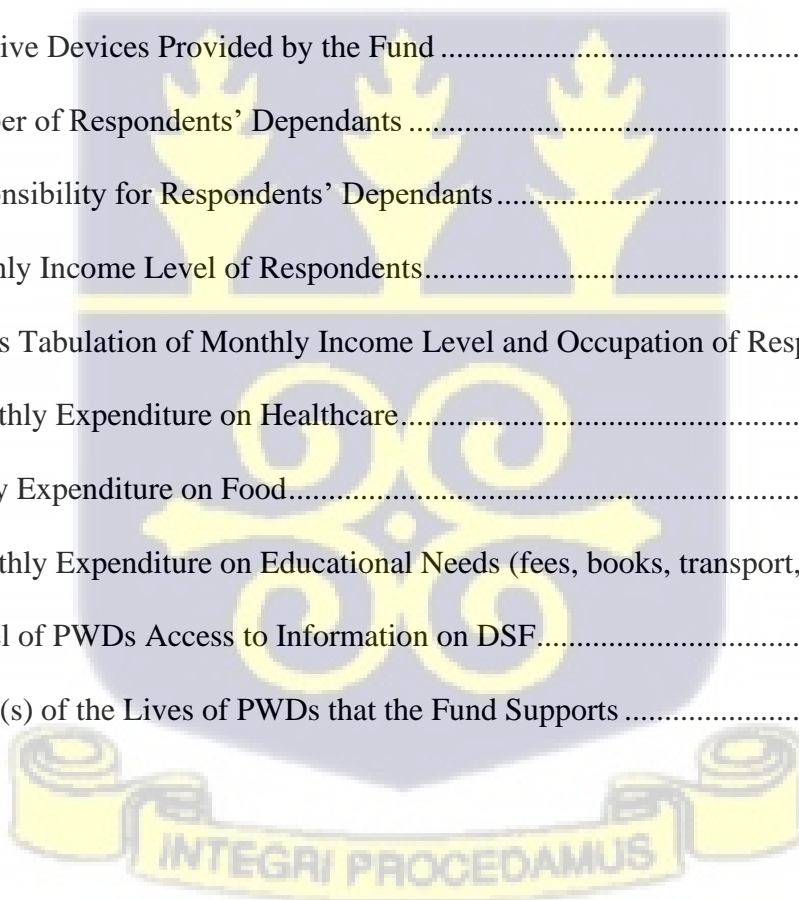 ive Devices Provided by the Fund ........................................
er of Respondents’ Dependants ............................................
nsibility for Respondents’ Dependants...................................
ly Income Level of Respondents...........................................
s Tabulation of Monthly Income Level and Occupation of Resp
thly Expenditure on Healthcare.............................................
y Expenditure on Food..........................................................
thly Expenditure on Educational Needs (fees, books, transport,
l of PWDs Access to Information on DSF..............................
(s) of the Lives of PWDs that the Fund Supports ....................
INTEGRI PROCEDAMUS